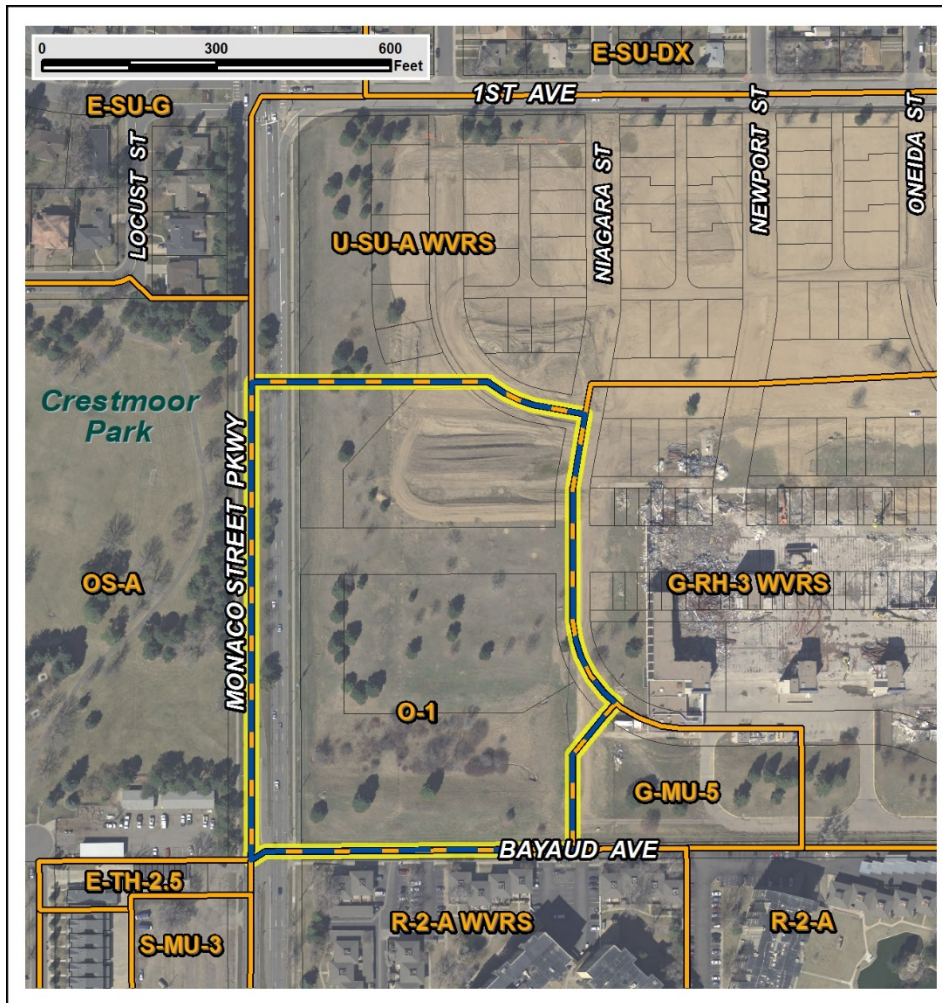 0 300 600
Feet
E-SU-DX
1ST AVE
E-SU-G
LOCUST ST
NIAGARA ST
NEWPORT ST
ONEIDA ST
U-SU-A WVRS
Crestmoor
Park
MONACO STREET PKWY
OS-A
G-RH-3 WVRS
O-1
G-MU-5
BAYAUD AVE
E-TH-2.5
R-2-A WVRS
R-2-A
S-MU-3